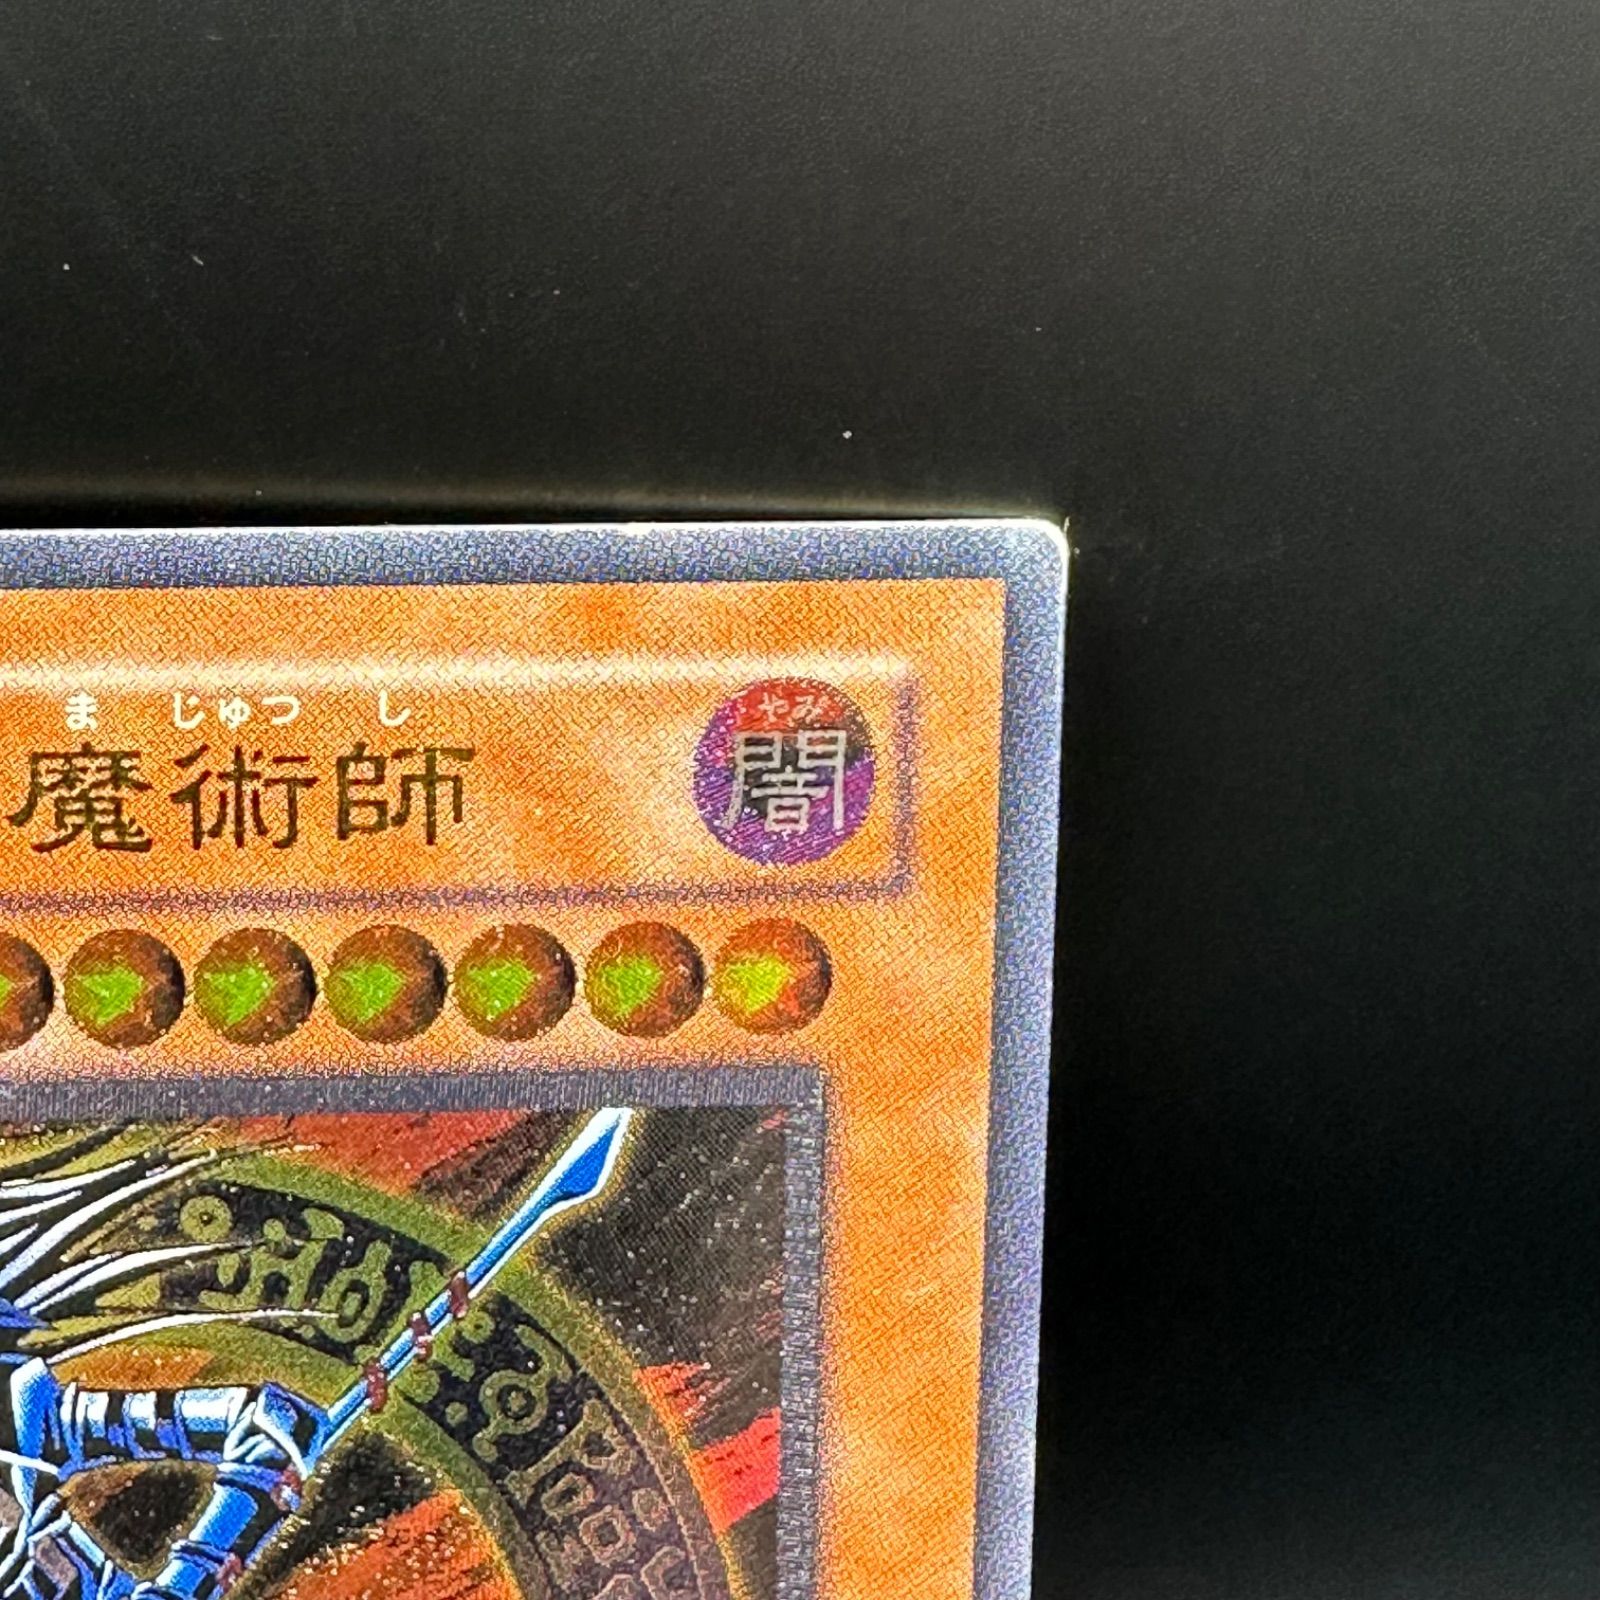 ま じゅつ し
魔術師
やみ
闇